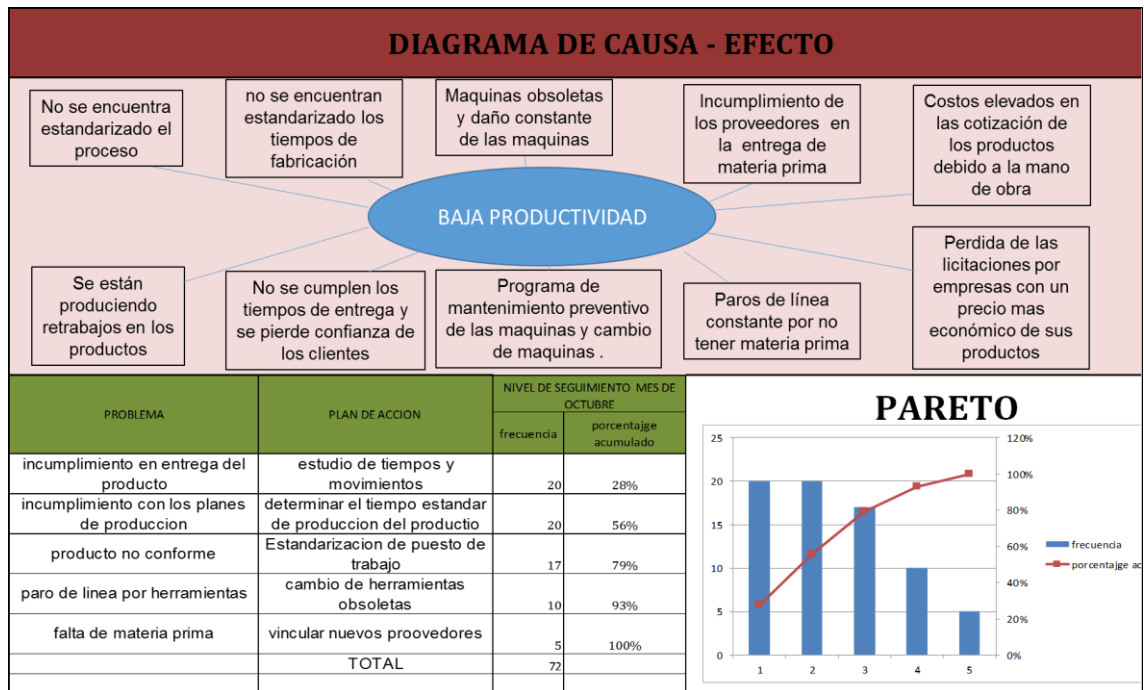 DIAGRAMA DE CAUSA - EFECTO
No se encuentra
estandarizado el
proceso
no se encuentran
estandarizado los
tiempos de
fabricación
Maquinas obsoletas
y daño constante
de las maquinas
Incumplimiento de
los proveedores en
la entrega de
materia prima
Costos elevados en
las cotización de
los productos
debido a la mano
de obra
BAJA PRODUCTIVIDAD
Se están
produciendo
retrabajos en los
productos
No se cumplen los
tiempos de entrega y
se pierde confianza de
los clientes
Programa de
mantenimiento preventivo
de las maquinas y cambio
de maquinas .
Paros de línea
constante por no
tener materia prima
Perdida de las
licitaciones por
empresas con un
precio mas
económico de sus
productos
PROBLEMA
PLAN DE ACCION
NIVEL DE SEGUIMIENTO MES DE
OCTUBRE
frecuencia
porcentajge
acumulado
incumplimiento en entrega del
producto
estudio de tiempos y
movimientos
20
28%
incumplimiento con los planes
de produccion
determinar el tiempo estandar
de produccion del productio
20
56%
producto no conforme
Estandarizacion de puesto de
trabajo
17
79%
paro de linea por herramientas
cambio de herramientas
obsoletas
10
93%
falta de materia prima
vincular nuevos proovedores
5
100%
TOTAL
72
PARETO
25
20
15
10
5
0
120%
100%
80%
60%
40%
20%
0%
1 2 3 4 5
frecuencia
porcentajge ac